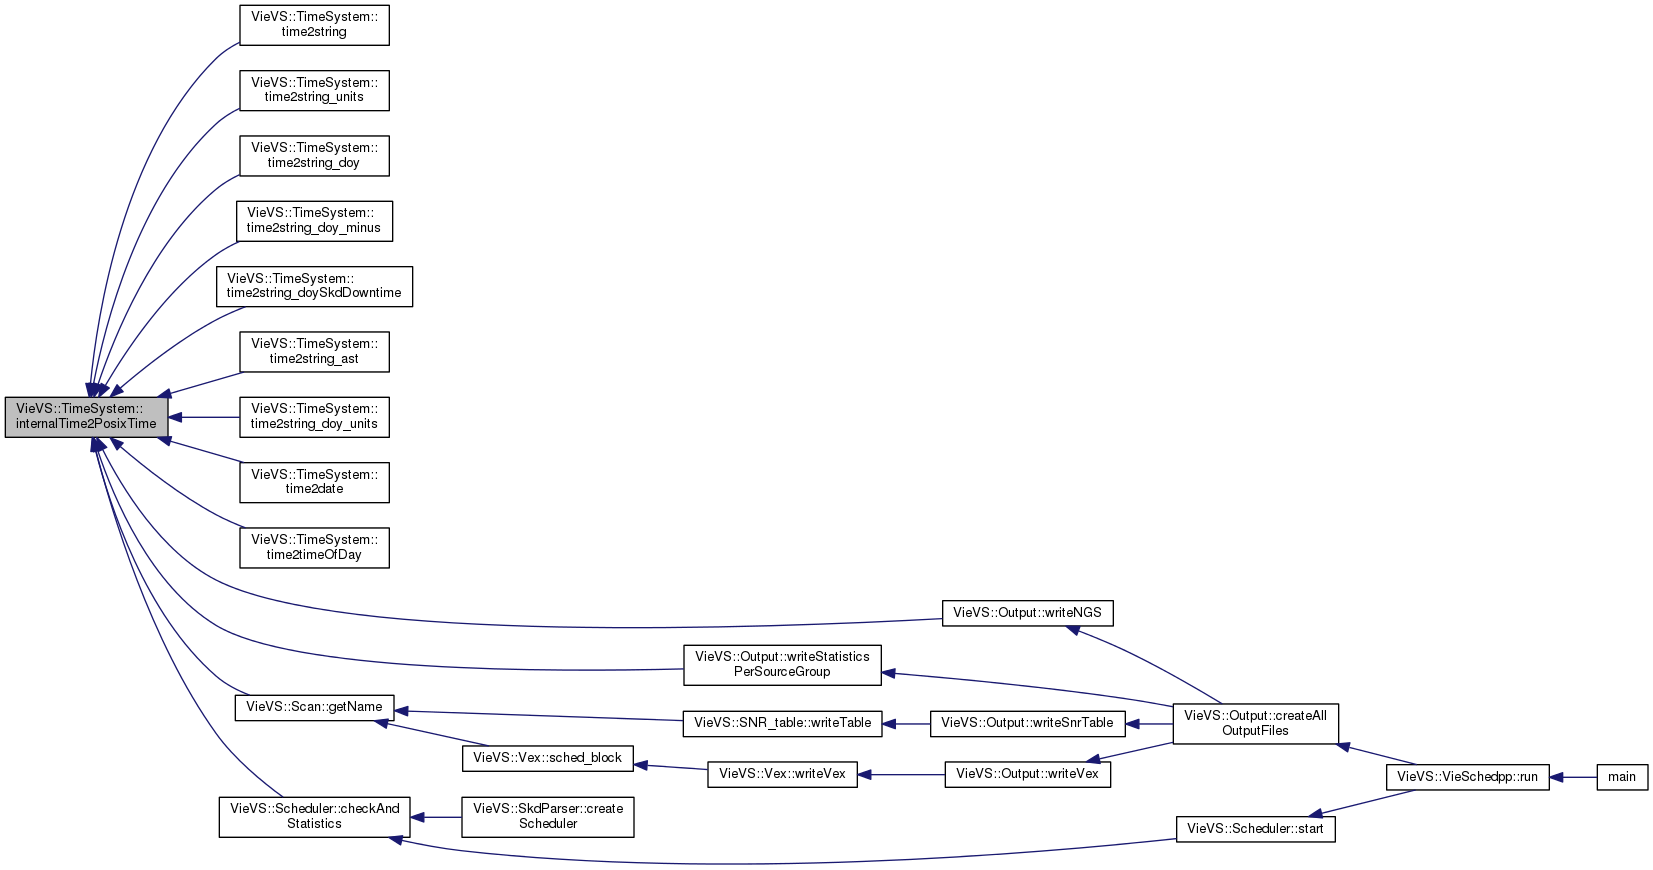 VieVS::TimeSystem::
time2string
VieVS::TimeSystem::
time2string_units
VieVS::TimeSystem::
time2string_doy
VieVS::TimeSystem::
time2string_doy_minus
VieVS::TimeSystem::
time2string_doySkdDowntime
VieVS::TimeSystem::
time2string_ast
VieVS::TimeSystem::
internalTime2PosixTime
VieVS::TimeSystem::
time2string_doy_units
VieVS::TimeSystem::
time2date
VieVS::TimeSystem::
time2timeOfDay
VieVS::Output::writeNGS
VieVS::Output::writeStatistics
PerSourceGroup
VieVS::Scan::getName
VieVS::SNR_table::writeTable
VieVS::Output::writeSnrTable
VieVS::Output::createAll
OutputFiles
VieVS::Vex::sched_block
VieVS::Vex::writeVex
VieVS::Output::writeVex
VieVS::VieSchedpp::run
main
VieVS::Scheduler::checkAnd
Statistics
VieVS::SkdParser::create
Scheduler
VieVS::Scheduler::start